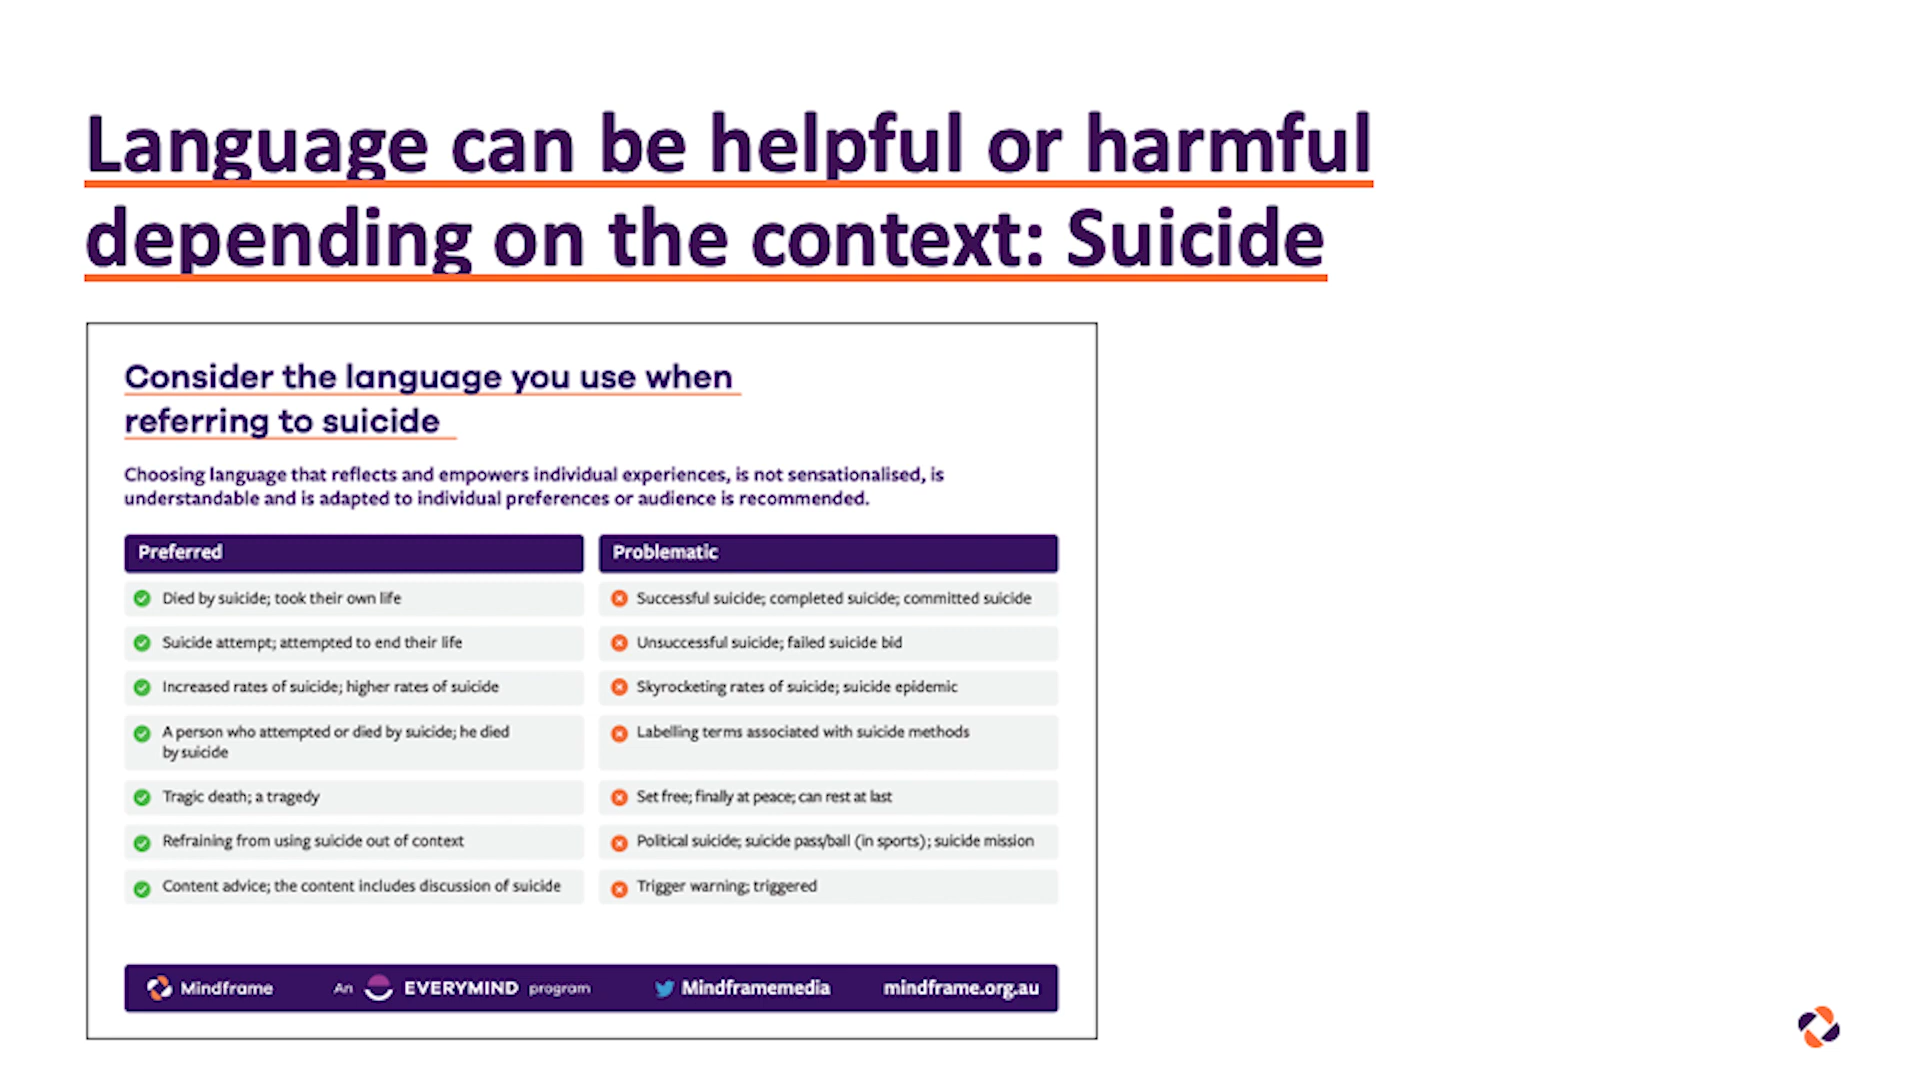 Language can be helpful or harmful
depending on the context: Suicide
Consider the language you use when
referring to suicide
Choosing language that reflects and empowers individual experiences, is not sensationalised, is
understandable and is adapted to individual preferences or audience is recommended.
Preferred
Problematic
Died by suicide; took their own life
Successful suicide; completed suicide; committed suicide
Suicide attempt; attempted to end their life
Unsuccessful suicide; failed suicide bid
Increased rates of suicide; higher rates of suicide
Skyrocketing rates of suicide; suicide epidemic
A person who attempted or died by suicide; he died
by suicide
Labelling terms associated with suicide methods
Tragic death; a tragedy
Set free; finally at peace; can rest at last
Refraining from using suicide out of context
Political suicide; suicide pass/ball (in sports); suicide mission
Content advice; the content includes discussion of suicide
Trigger warning; triggered
Mindframe An EVERYMIND program Mindframemedia mindframe.org.au